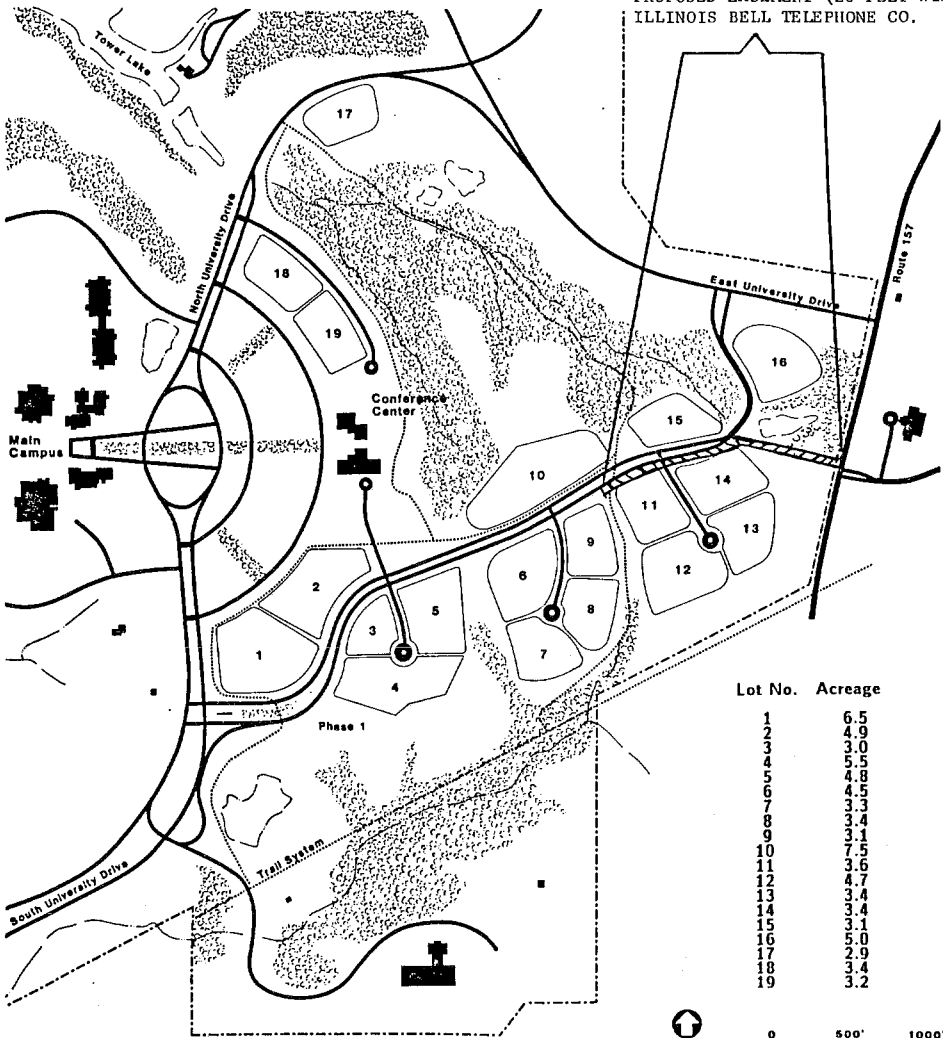 ILLINOIS BELL TELEPHONE CO.
Tower Lake
17
North University Drive
Route 157
18
East University Drive
19
16
Conference
Center
Main
Campus
15
10
14
11
9
13
2
6
12
5
8
3
1
7
4
Phase 1
Trail System
South University Drive
Lot No. Acreage
1 6.5
2 4.9
3 3.0
4 5.5
5 4.8
6 4.5
7 3.3
8 3.4
9 3.1
10 7.5
11 3.6
12 4.7
13 3.4
14 3.4
15 3.1
16 5.0
17 2.9
18 3.4
19 3.2
0 500' 1000'